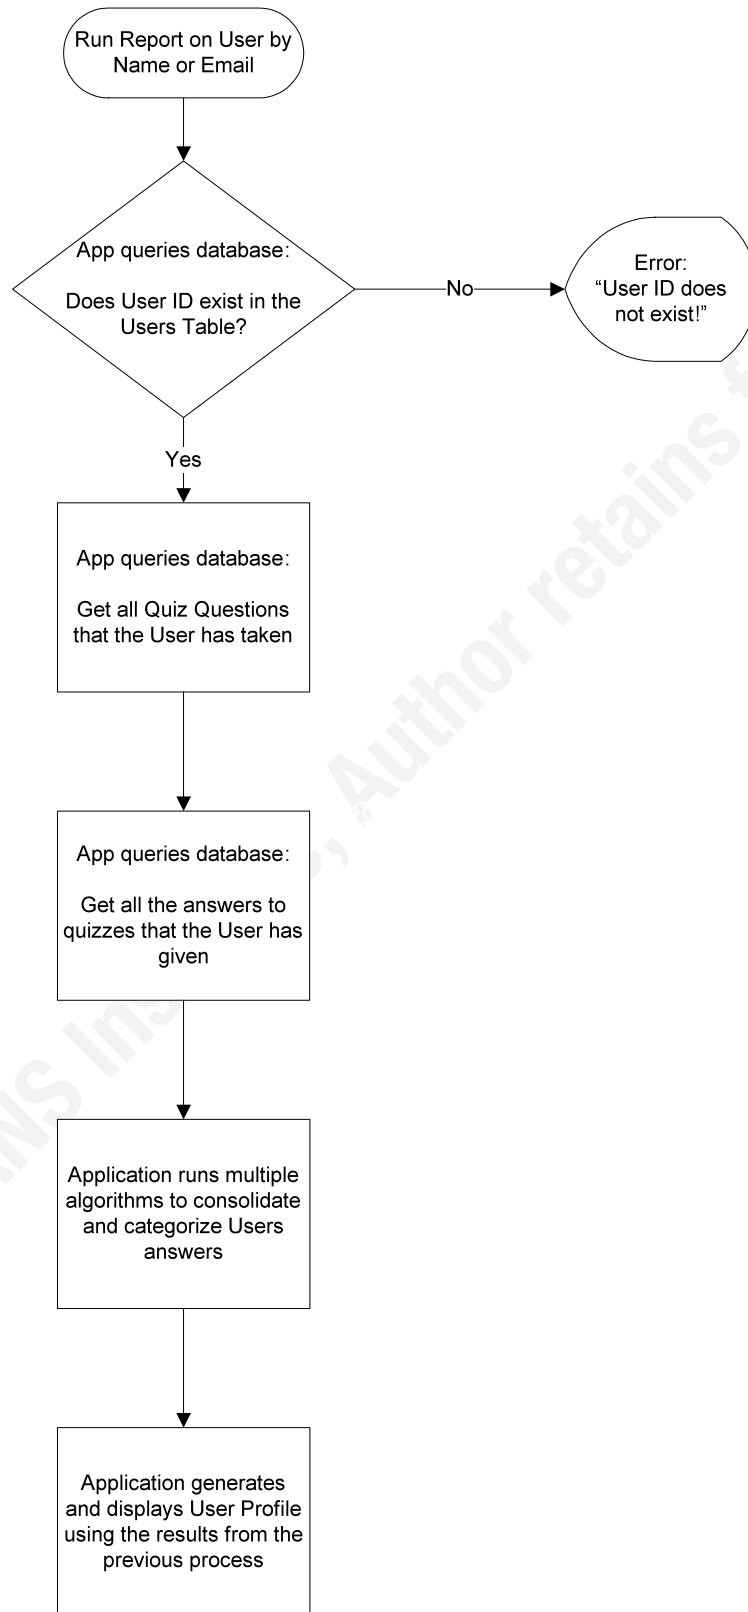 Run Report on User by
Name or Email
App queries database:
Does User ID exist in the
Users Table?
No
Error:
“User ID does
not exist!”
Yes
App queries database:
Get all Quiz Questions
that the User has taken
App queries database:
Get all the answers to
quizzes that the User has
given
Application runs multiple
algorithms to consolidate
and categorize Users
answers
Application generates
and displays User Profile
using the results from the
previous process
, Author retains